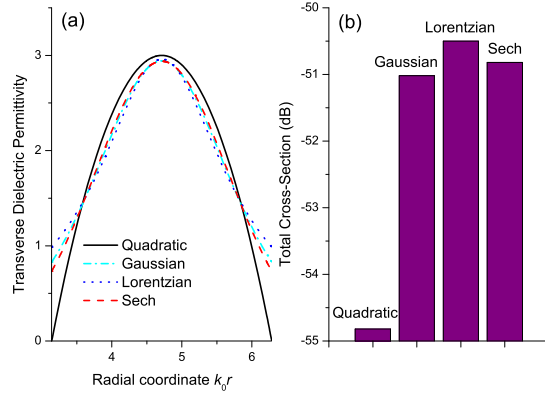 (a)
3
2
1
0
Transverse Dielectric Permittivity
Quadratic
Gaussian
Lorentzian
Sech
4 5 6
Radial coordinate k₀r
(b)
-50
-51
-52
-53
-54
-55
Total Cross-Section (dB)
Quadratic
Gaussian
Lorentzian
Sech